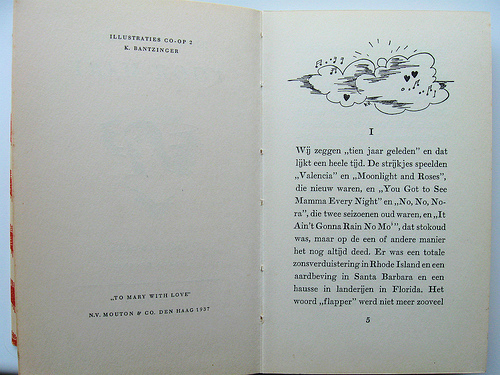 ILLUSTRATIES CO-OP 2
K. BANTZINGER
„TO MARY WITH LOVE"
N.V. MOUTON & CO. DEN HAAG 1957
I
Wij zeggen „tien jaar geleden” en dat
lijkt een heele tijd. De strijkjes speelden
„Valencia” en „Moonlight and Roses”,
die nieuw waren, en „You Got to See
Mamma Every Night” en „No, No, No-
ra”, die twee seizoenen oud waren, en „It
Ain't Gonna Rain No Mo'”, dat stokoud
was, maar op de een of andere manier
het nog altijd deed. Er was een totale
zonsverduistering in Rhode Island en een
aardbeving in Santa Barbara en een
hausse in landerijen in Florida. Het
woord „flapper” werd niet meer zooveel
5